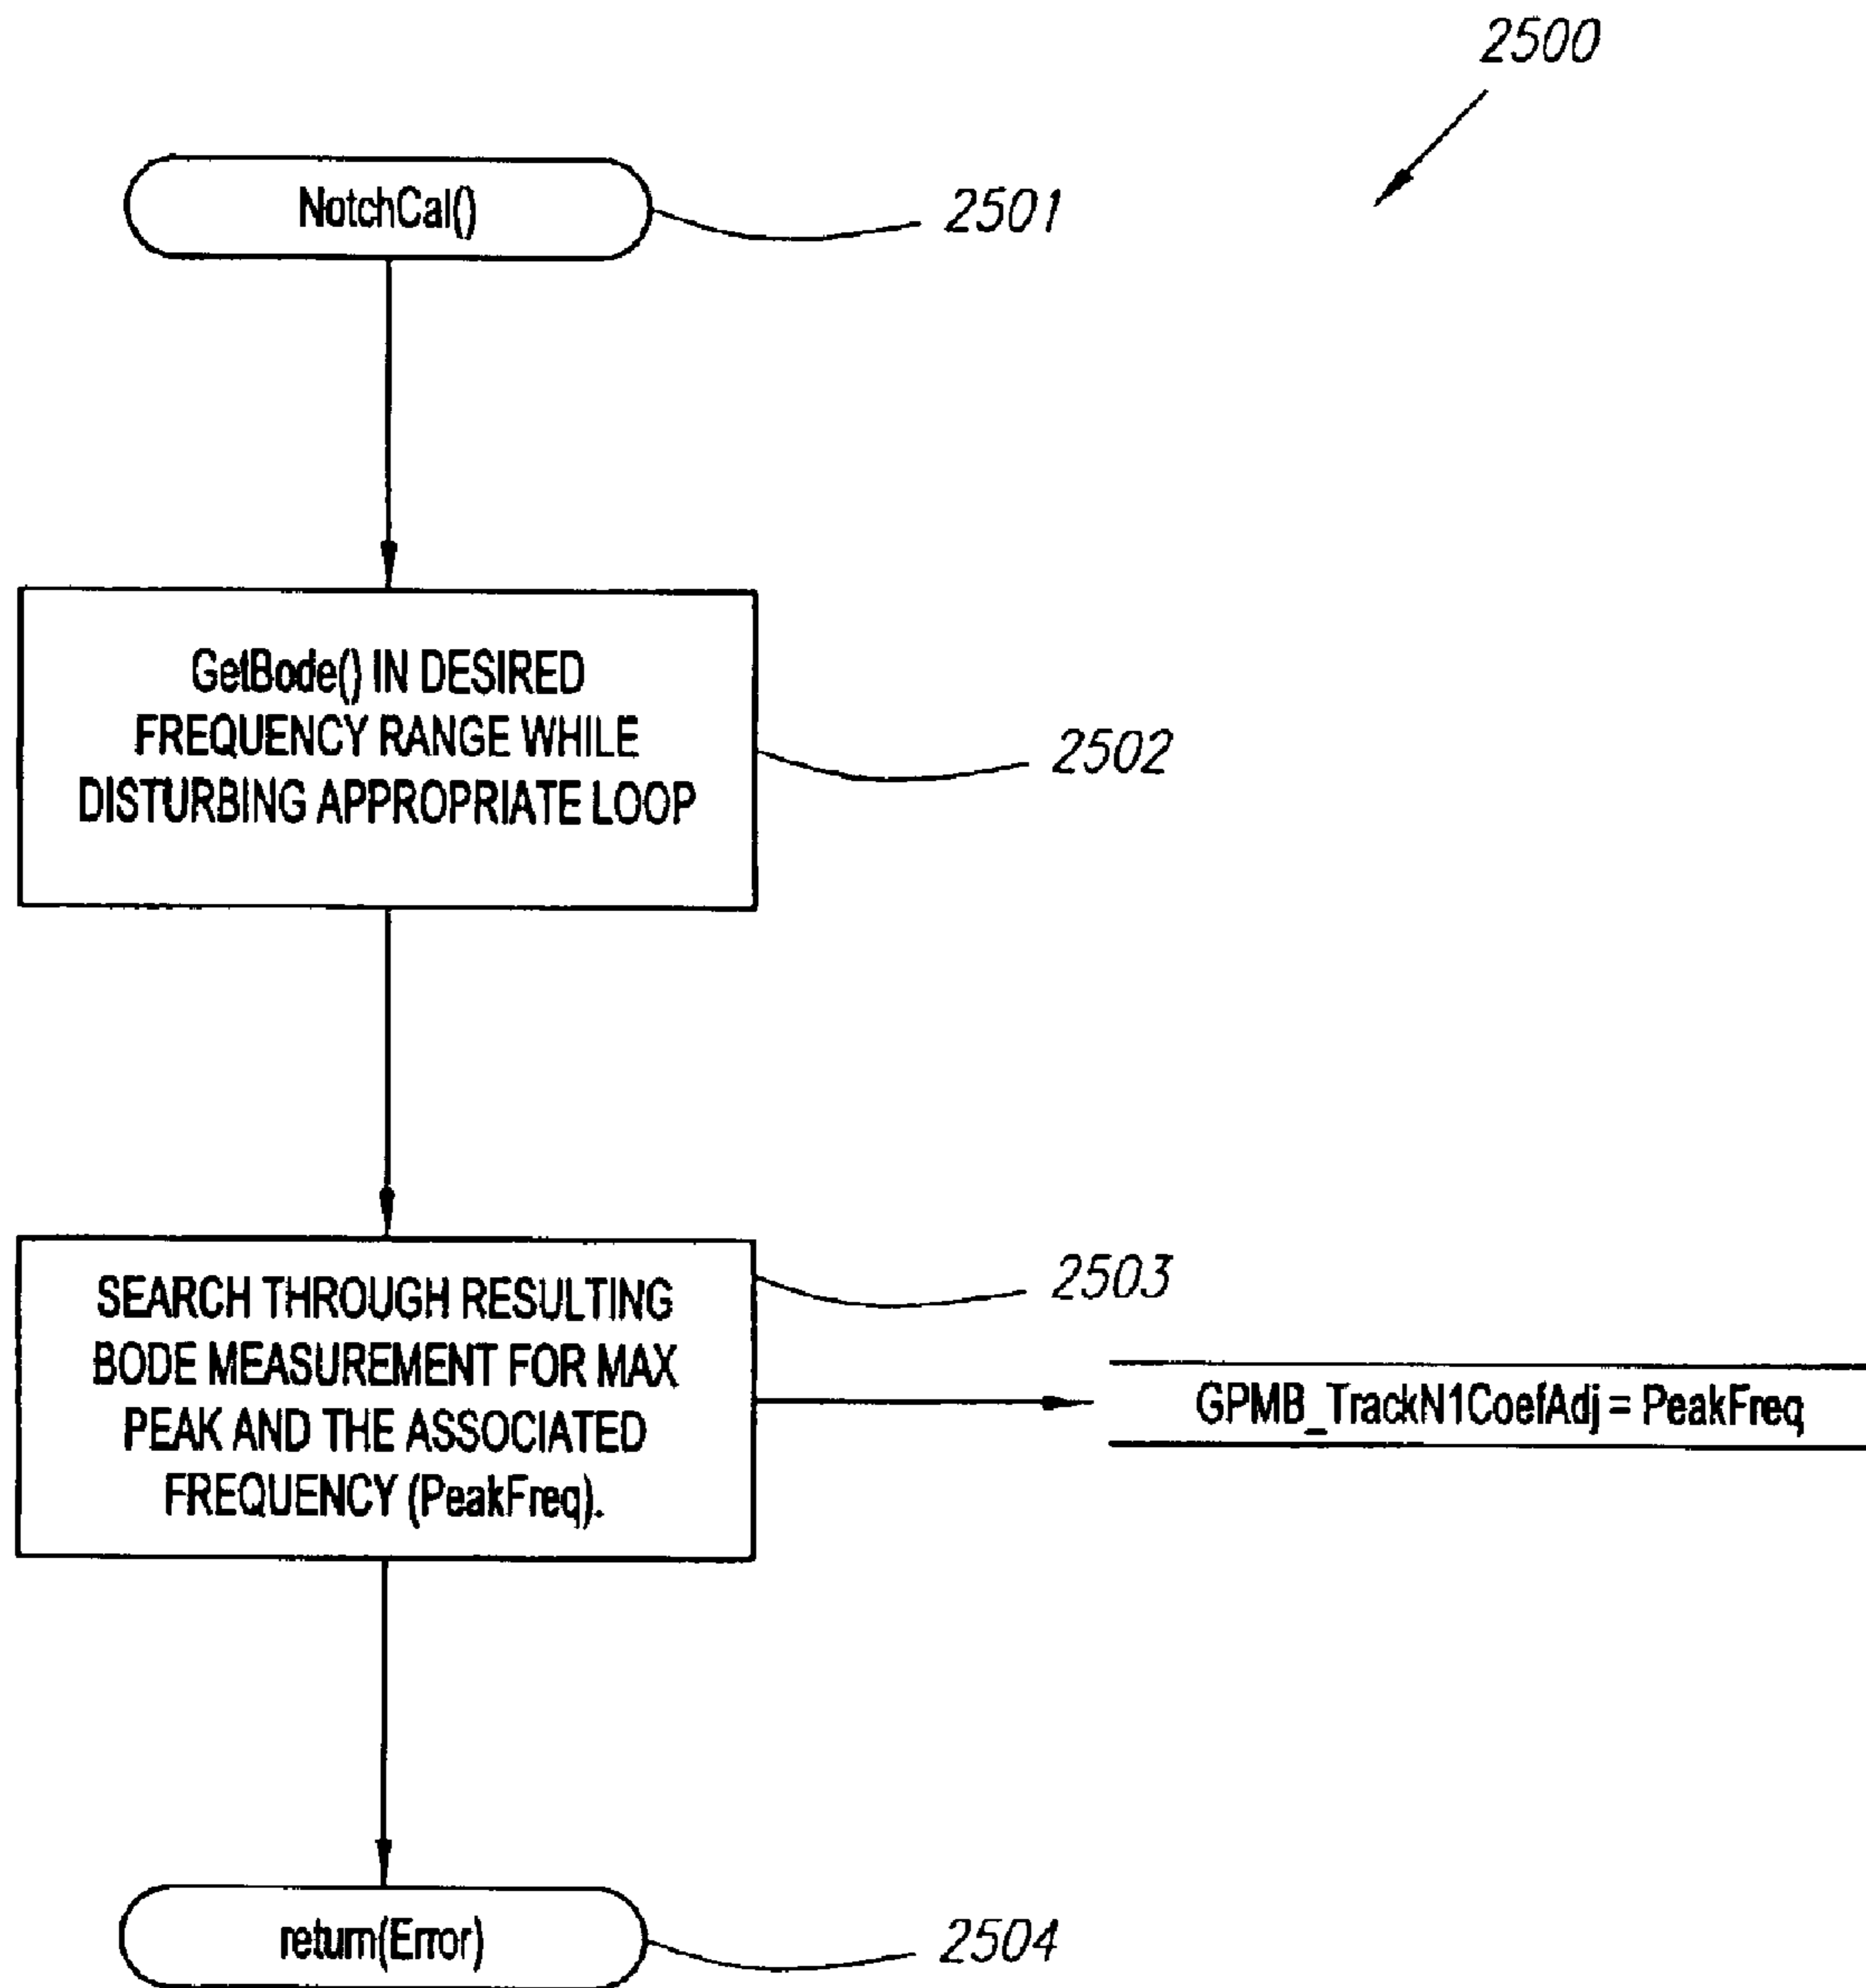 2500
NotchCal()
2501
GetBode() IN DESIRED
FREQUENCY RANGE WHILE
DISTURBING APPROPRIATE LOOP
2502
SEARCH THROUGH RESULTING
BODE MEASUREMENT FOR MAX
PEAK AND THE ASSOCIATED
FREQUENCY (PeakFreq).
2503
GPMB_TrackN1CoefAdj = PeakFreq
return(Error)
2504